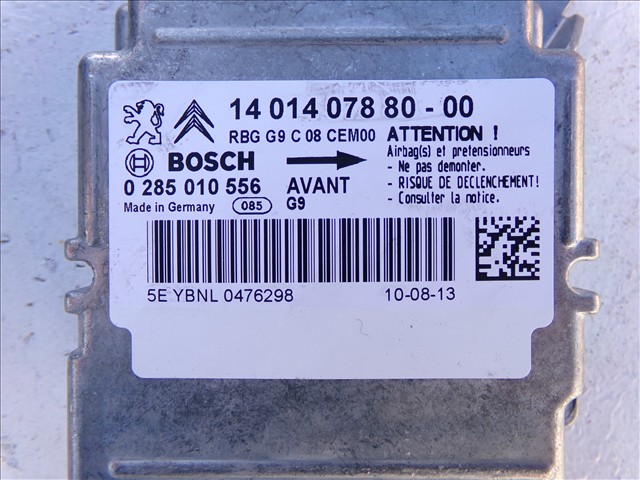 14 014 078 80 - 00
RBG G9 C 08 CEM00
ATTENTION !
BOSCH
Airbag(s) et pretensionneurs
- Ne pas demonter.
- RISQUE DE DECLENCHEMENT!
- Consulter la notice.
0 285 010 556 AVANT
Made in Germany 085 G9
5E YBNL 0476298 10-08-13